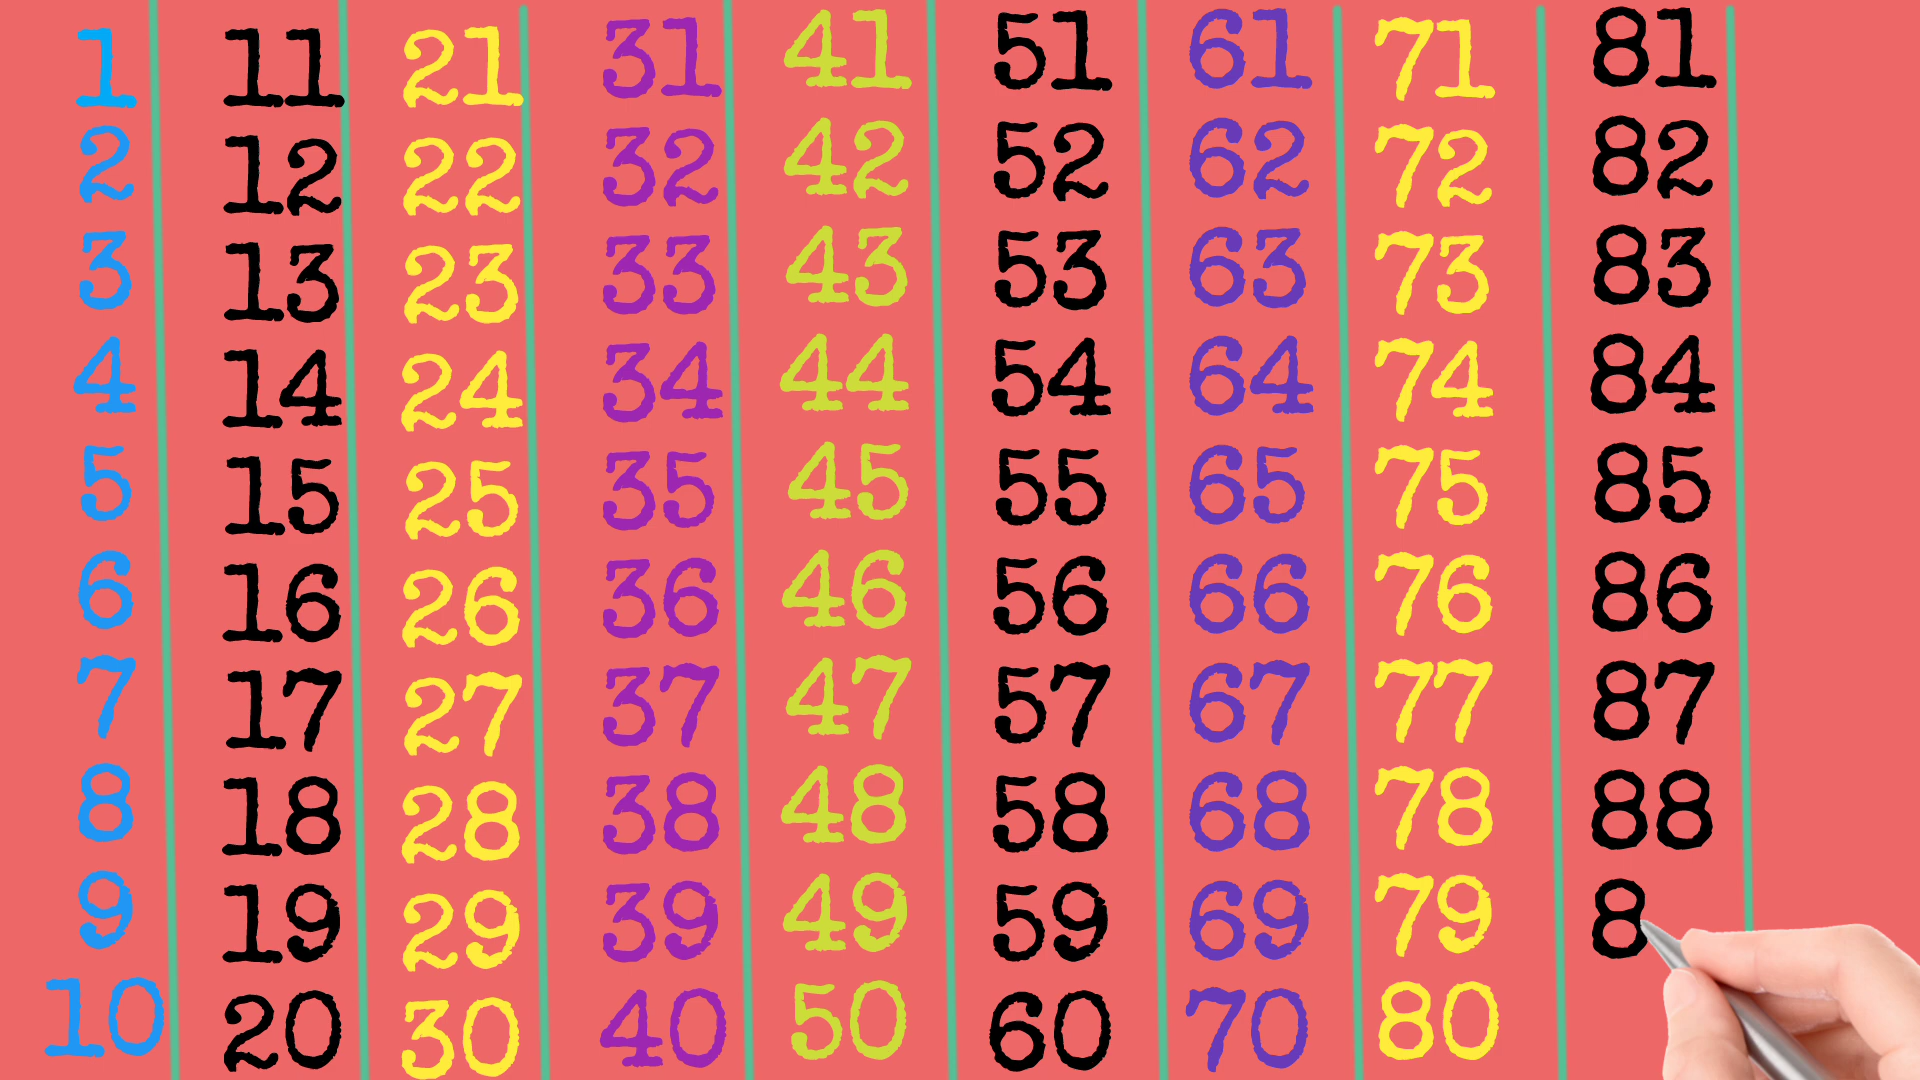 1 11 21 31 41 51 61 71 81
2 12 22 32 42 52 62 72 82
3 13 23 33 43 53 63 73 83
4 14 24 34 44 54 64 74 84
5 15 25 35 45 55 65 75 85
6 16 26 36 46 56 66 76 86
7 17 27 37 47 57 67 77 87
8 18 28 38 48 58 68 78 88
9 19 29 39 49 59 69 79 8
10 20 30 40 50 60 70 80